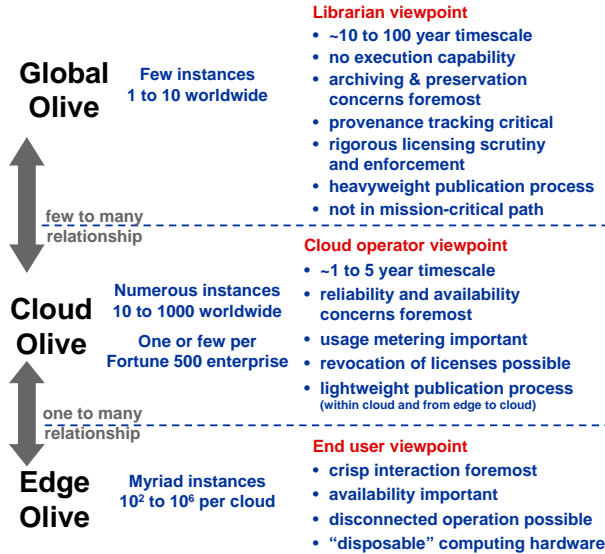 Librarian viewpoint
Global
Olive
Few instances
1 to 10 worldwide
• ~10 to 100 year timescale
• no execution capability
• archiving & preservation
concerns foremost
• provenance tracking critical
• rigorous licensing scrutiny
and enforcement
• heavyweight publication process
• not in mission-critical path
few to many
relationship
Cloud operator viewpoint
Cloud
Olive
Numerous instances
10 to 1000 worldwide
One or few per
Fortune 500 enterprise
• ~1 to 5 year timescale
• reliability and availability
concerns foremost
• usage metering important
• revocation of licenses possible
• lightweight publication process
(within cloud and from edge to cloud)
one to many
relationship
End user viewpoint
Edge
Olive
Myriad instances
10² to 10⁶ per cloud
• crisp interaction foremost
• availability important
• disconnected operation possible
• “disposable” computing hardware